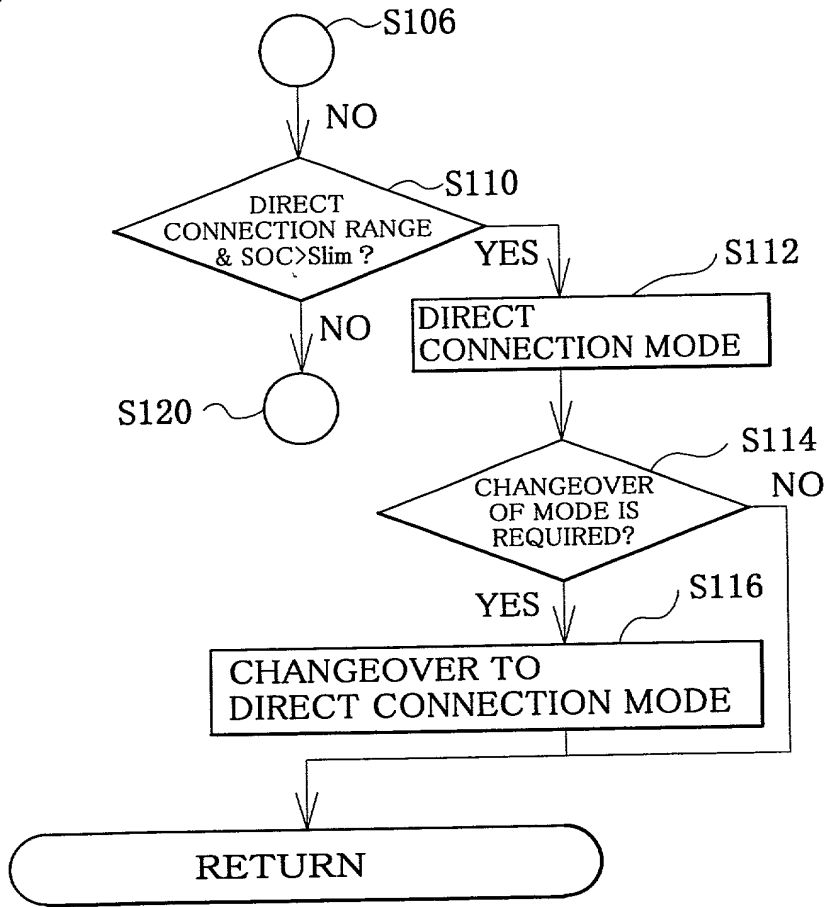 S106
NO
S110
DIRECT
CONNECTION RANGE
& SOC>Slim ?
YES
S112
NO
DIRECT
CONNECTION MODE
S120
S114
CHANGEOVER
OF MODE IS
REQUIRED?
NO
YES
S116
CHANGEOVER TO
DIRECT CONNECTION MODE
RETURN